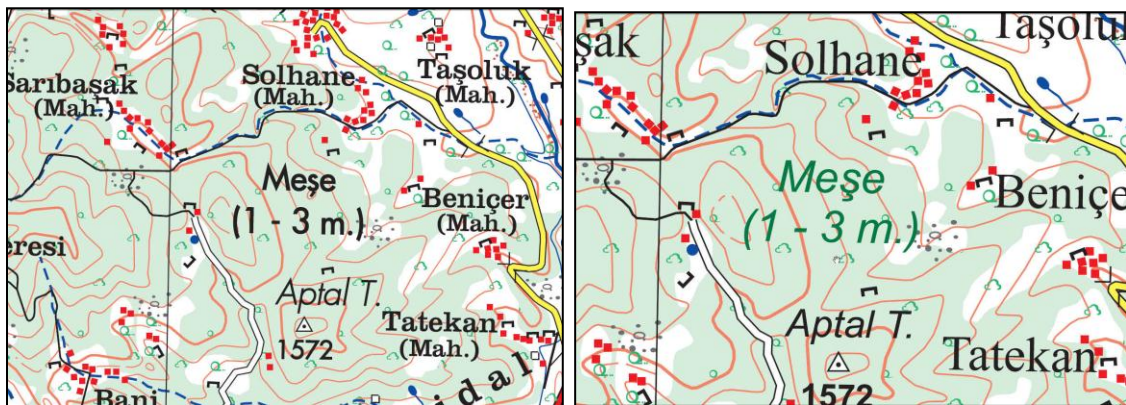 Sarıbaşak
(Mah.)
Solhane
(Mah.)
Taşoluk
(Mah.)
Meşe
(1 - 3 m.)
Beniçer
(Mah.)
eresi
Aptal T.
1572
Tatekan
(Mah.)
Bani
idal
şak
Solhane
Taşolu
Meşe
(1 - 3 m.)
Beniçe
Aptal T.
1572
Tatekan